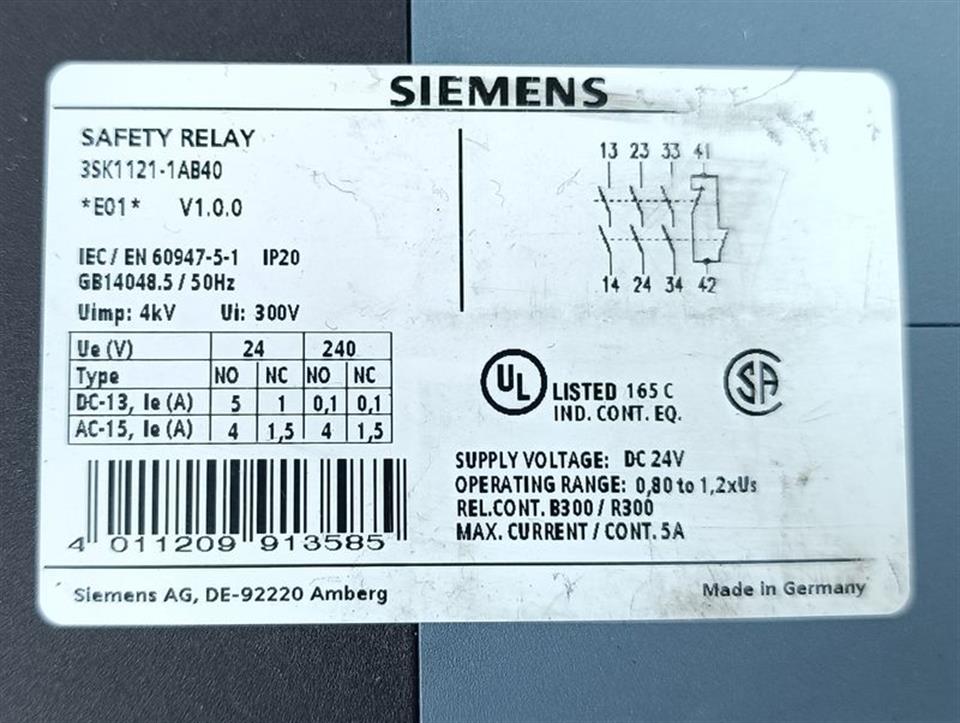 SIEMENS
SAFETY RELAY
3SK1121-1AB40
*E01* V1.0.0
IEC / EN 60947-5-1 IP20
GB14048.5 / 50Hz
Uimp: 4kV Ui: 300V
Ue (V) 24 240
Type NO NC NO NC
DC-13, Ie (A) 5 1 0,1 0,1
AC-15, Ie (A) 4 1,5 4 1,5
4 011209 913585
13 23 33 41
14 24 34 42
UL LISTED 165 C
IND. CONT. EQ.
SA
SUPPLY VOLTAGE: DC 24V
OPERATING RANGE: 0,80 to 1,2xUs
REL.CONT. B300 / R300
MAX. CURRENT / CONT. 5A
Siemens AG, DE-92220 Amberg
Made in Germany